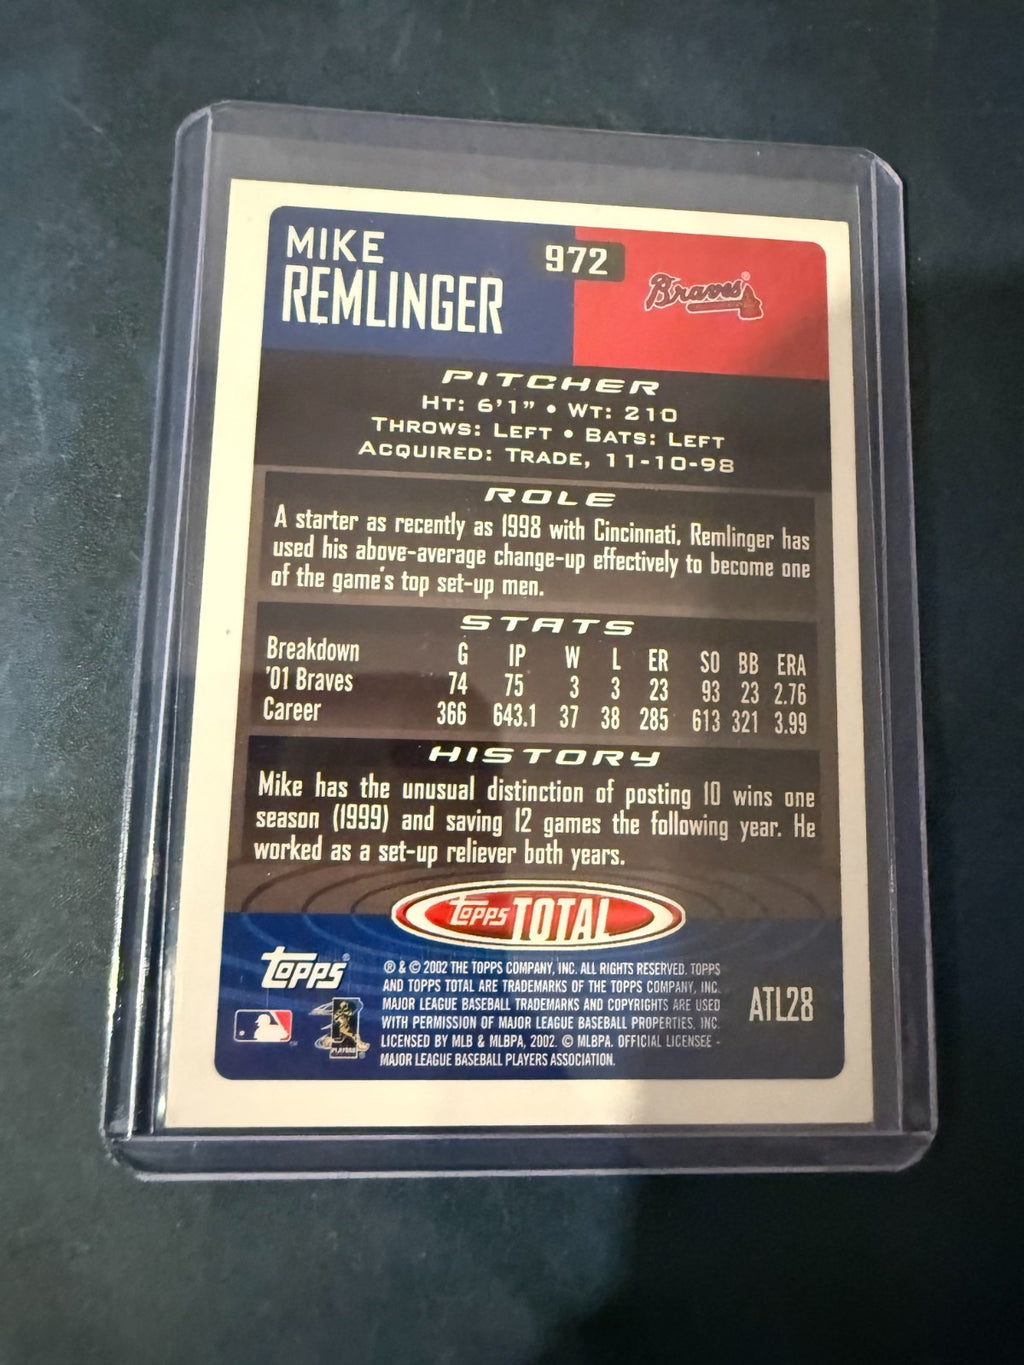 MIKE
REMLINGER
972
Braves
PITCHER
HT: 6'1" • WT: 210
THROWS: LEFT • BATS: LEFT
ACQUIRED: TRADE, 11-10-98
ROLE
A starter as recently as 1998 with Cincinnati, Remlinger has
used his above-average change-up effectively to become one
of the game's top set-up men.
STATS
Breakdown G IP W L ER SO BB ERA
'01 Braves 74 75 3 3 23 93 23 2.76
Career 366 643.1 37 38 285 613 321 3.99
HISTORY
Mike has the unusual distinction of posting 10 wins one
season (1999) and saving 12 games the following year. He
worked as a set-up reliever both years.
Topps TOTAL
Topps
® & © 2002 THE TOPPS COMPANY, INC. ALL RIGHTS RESERVED. TOPPS
AND TOPPS TOTAL ARE TRADEMARKS OF THE TOPPS COMPANY, INC.
MAJOR LEAGUE BASEBALL TRADEMARKS AND COPYRIGHTS ARE USED
WITH PERMISSION OF MAJOR LEAGUE BASEBALL PROPERTIES, INC.
LICENSED BY MLB & MLBPA, 2002. © MLBPA. OFFICIAL LICENSEE -
MAJOR LEAGUE BASEBALL PLAYERS ASSOCIATION.
PLAYERS
ATL28